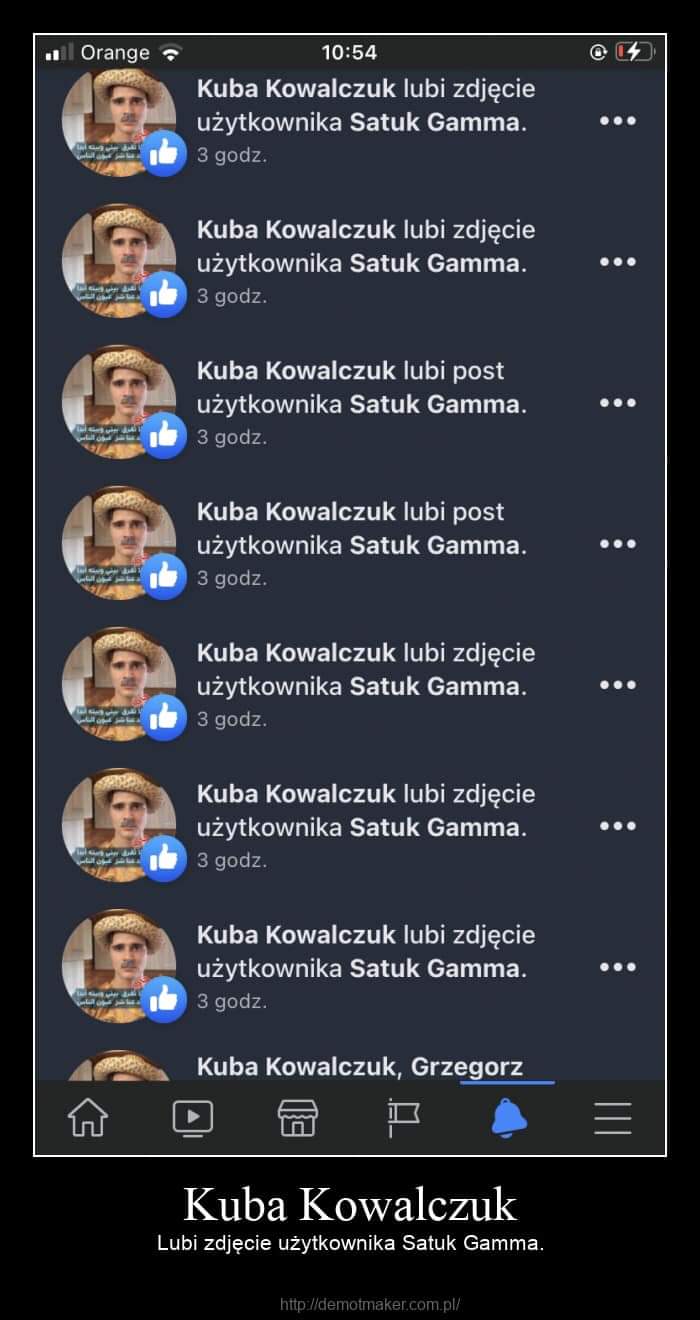 Orange
10:54
Kuba Kowalczuk lubi zdjęcie
użytkownika Satuk Gamma.
3 godz.
Kuba Kowalczuk lubi zdjęcie
użytkownika Satuk Gamma.
3 godz.
Kuba Kowalczuk lubi post
użytkownika Satuk Gamma.
3 godz.
Kuba Kowalczuk lubi post
użytkownika Satuk Gamma.
3 godz.
Kuba Kowalczuk lubi zdjęcie
użytkownika Satuk Gamma.
3 godz.
Kuba Kowalczuk lubi zdjęcie
użytkownika Satuk Gamma.
3 godz.
Kuba Kowalczuk lubi zdjęcie
użytkownika Satuk Gamma.
3 godz.
Kuba Kowalczuk, Grzegorz
Kuba Kowalczuk
Lubi zdjęcie użytkownika Satuk Gamma.
http://demotmaker.com.pl/